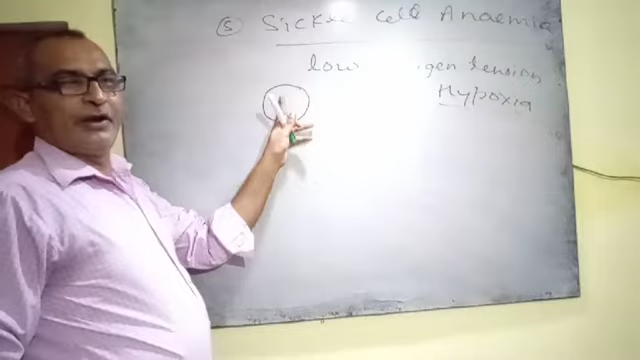 ⑤ Sickle cell Anaemia
low gen tension
Hypoxia